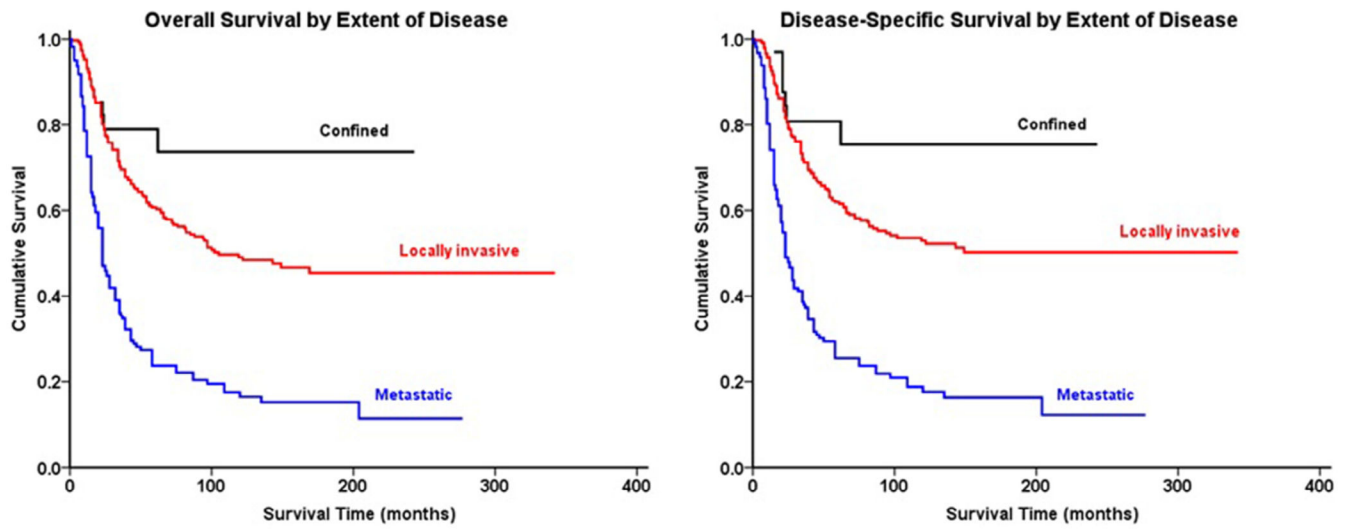 Overall Survival by Extent of Disease
Cumulative Survival
1.0
0.8
0.6
0.4
0.2
0.0
Confined
Locally invasive
Metastatic
0 100 200 300 400
Survival Time (months)
Disease-Specific Survival by Extent of Disease
Cumulative Survival
1.0
0.8
0.6
0.4
0.2
0.0
Confined
Locally invasive
Metastatic
0 100 200 300 400
Survival Time (months)